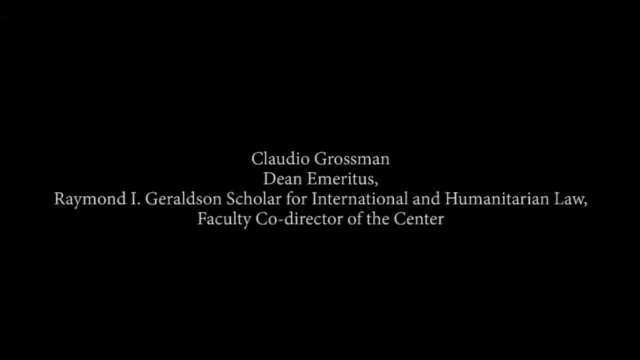 Claudio Grossman
Dean Emeritus,
Raymond I. Geraldson Scholar for International and Humanitarian Law,
Faculty Co-director of the Center